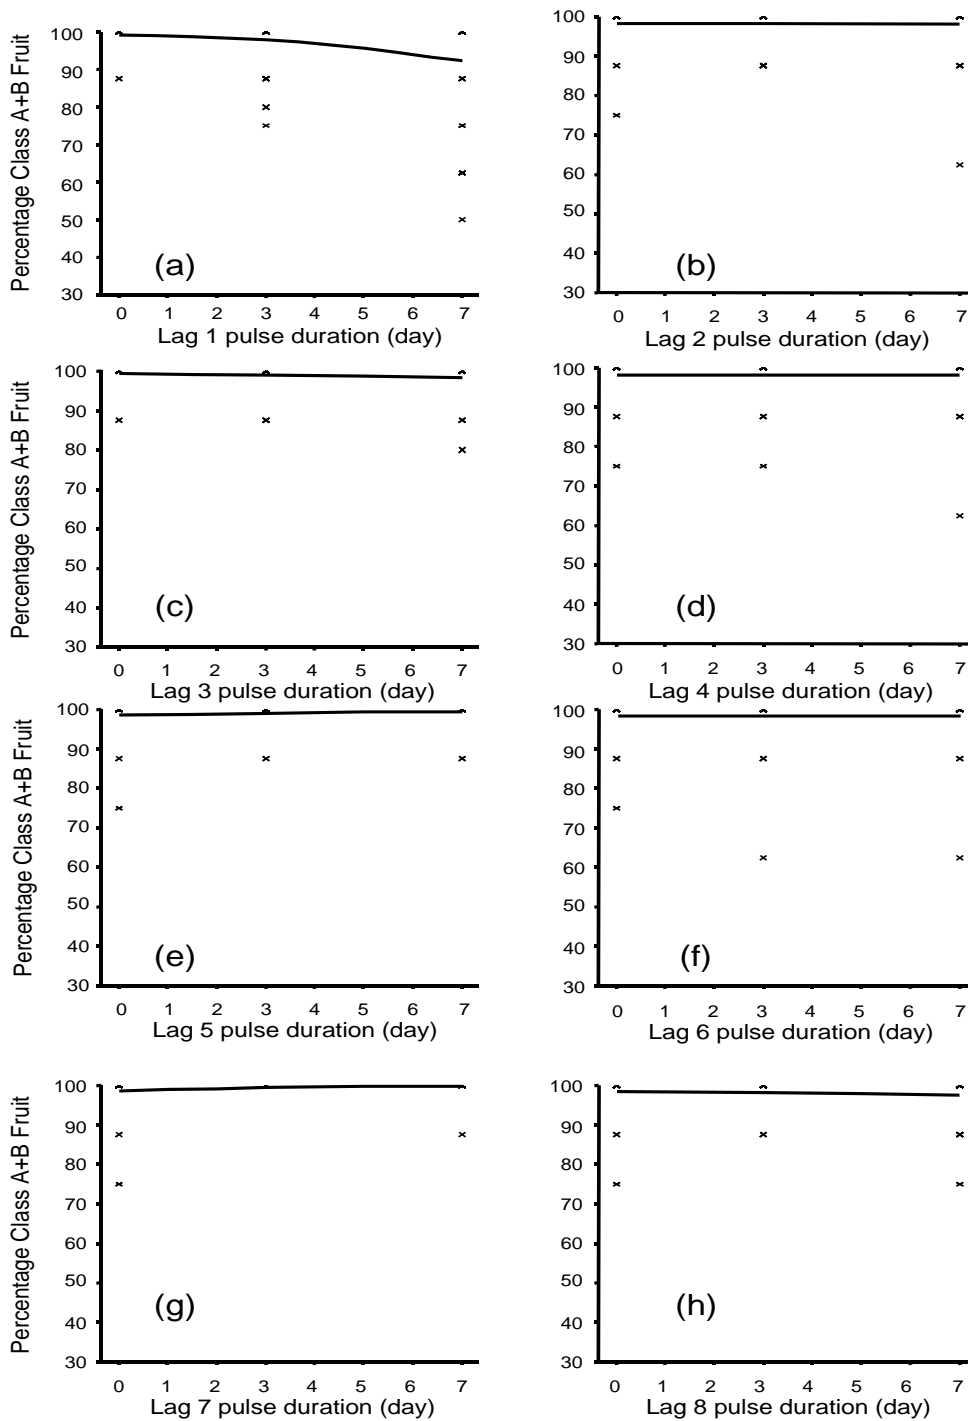 Percentage Class A+B Fruit
100
90
80
70
60
50
40
30
(a)
0 1 2 3 4 5 6 7
Lag 1 pulse duration (day)
100
90
80
70
60
50
40
30
(b)
0 1 2 3 4 5 6 7
Lag 2 pulse duration (day)
Percentage Class A+B Fruit
100
90
80
70
60
50
40
30
(c)
0 1 2 3 4 5 6 7
Lag 3 pulse duration (day)
100
90
80
70
60
50
40
30
(d)
0 1 2 3 4 5 6 7
Lag 4 pulse duration (day)
Percentage Class A+B Fruit
100
90
80
70
60
50
40
30
(e)
0 1 2 3 4 5 6 7
Lag 5 pulse duration (day)
100
90
80
70
60
50
40
30
(f)
0 1 2 3 4 5 6 7
Lag 6 pulse duration (day)
Percentage Class A+B Fruit
100
90
80
70
60
50
40
30
(g)
0 1 2 3 4 5 6 7
Lag 7 pulse duration (day)
100
90
80
70
60
50
40
30
(h)
0 1 2 3 4 5 6 7
Lag 8 pulse duration (day)